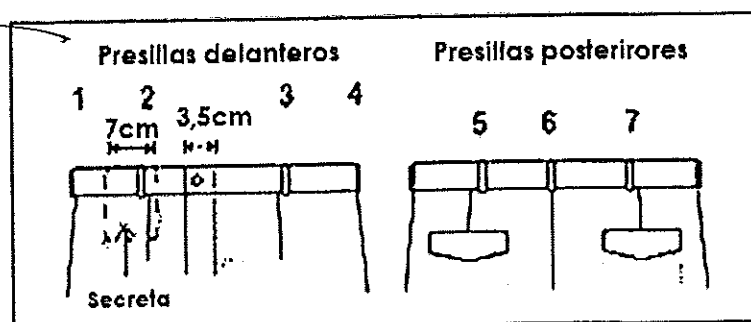 Presillas delanteros
Presillas posterirores
1 2 3 4
7cm 3,5cm
5 6 7
Secreta